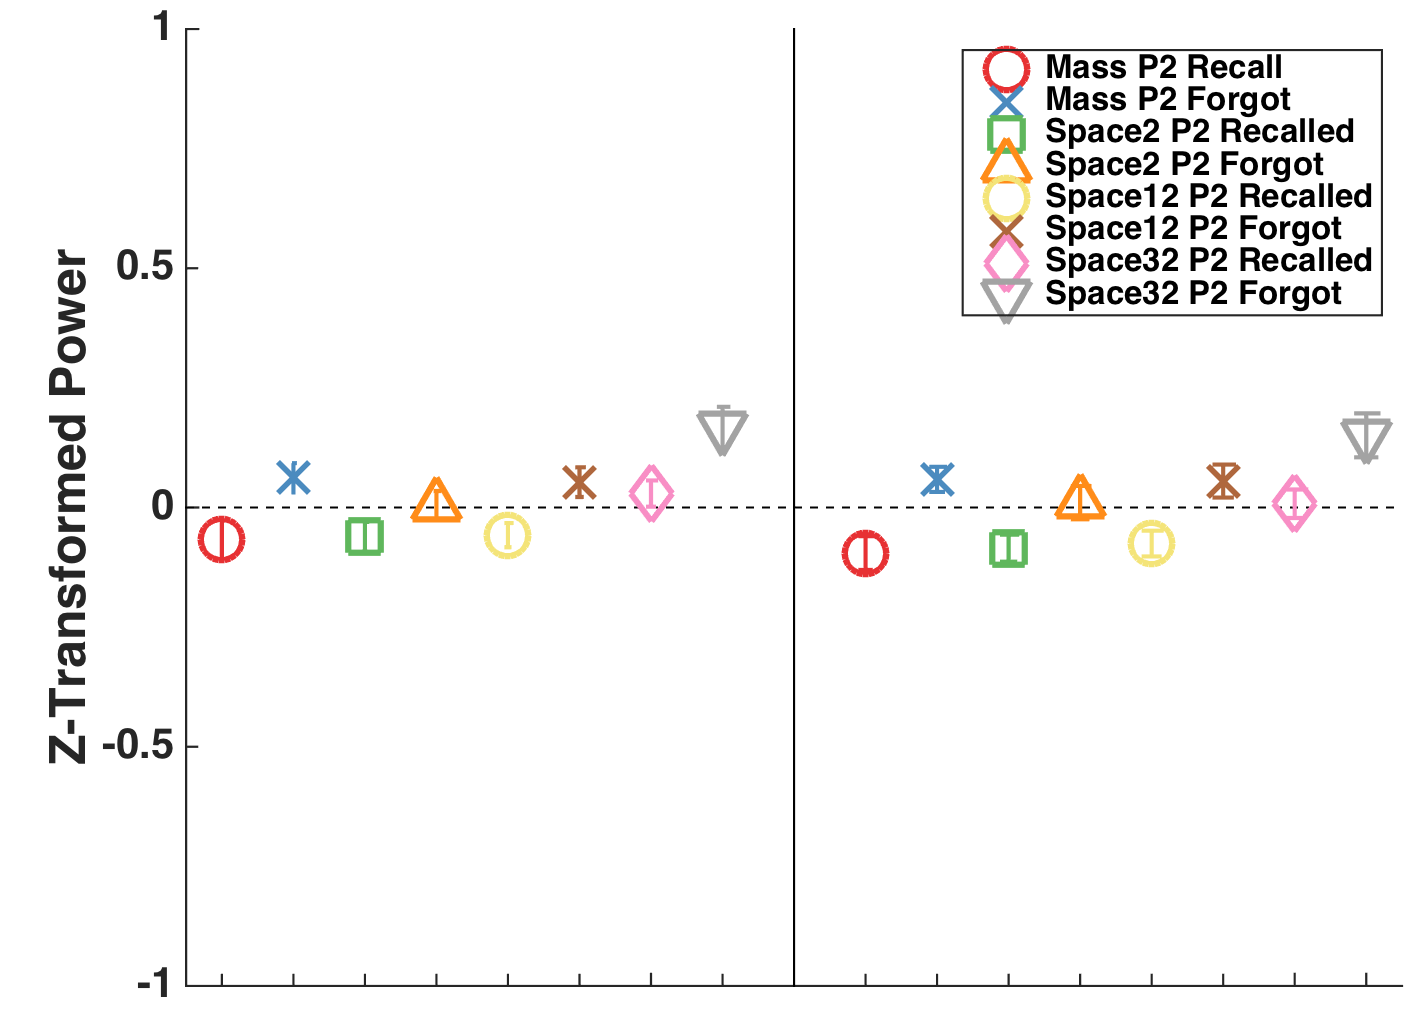 Z-Transformed Power
1
0.5
0
-0.5
-1
Mass P2 Recall
Mass P2 Forgot
Space2 P2 Recalled
Space2 P2 Forgot
Space12 P2 Recalled
Space12 P2 Forgot
Space32 P2 Recalled
Space32 P2 Forgot